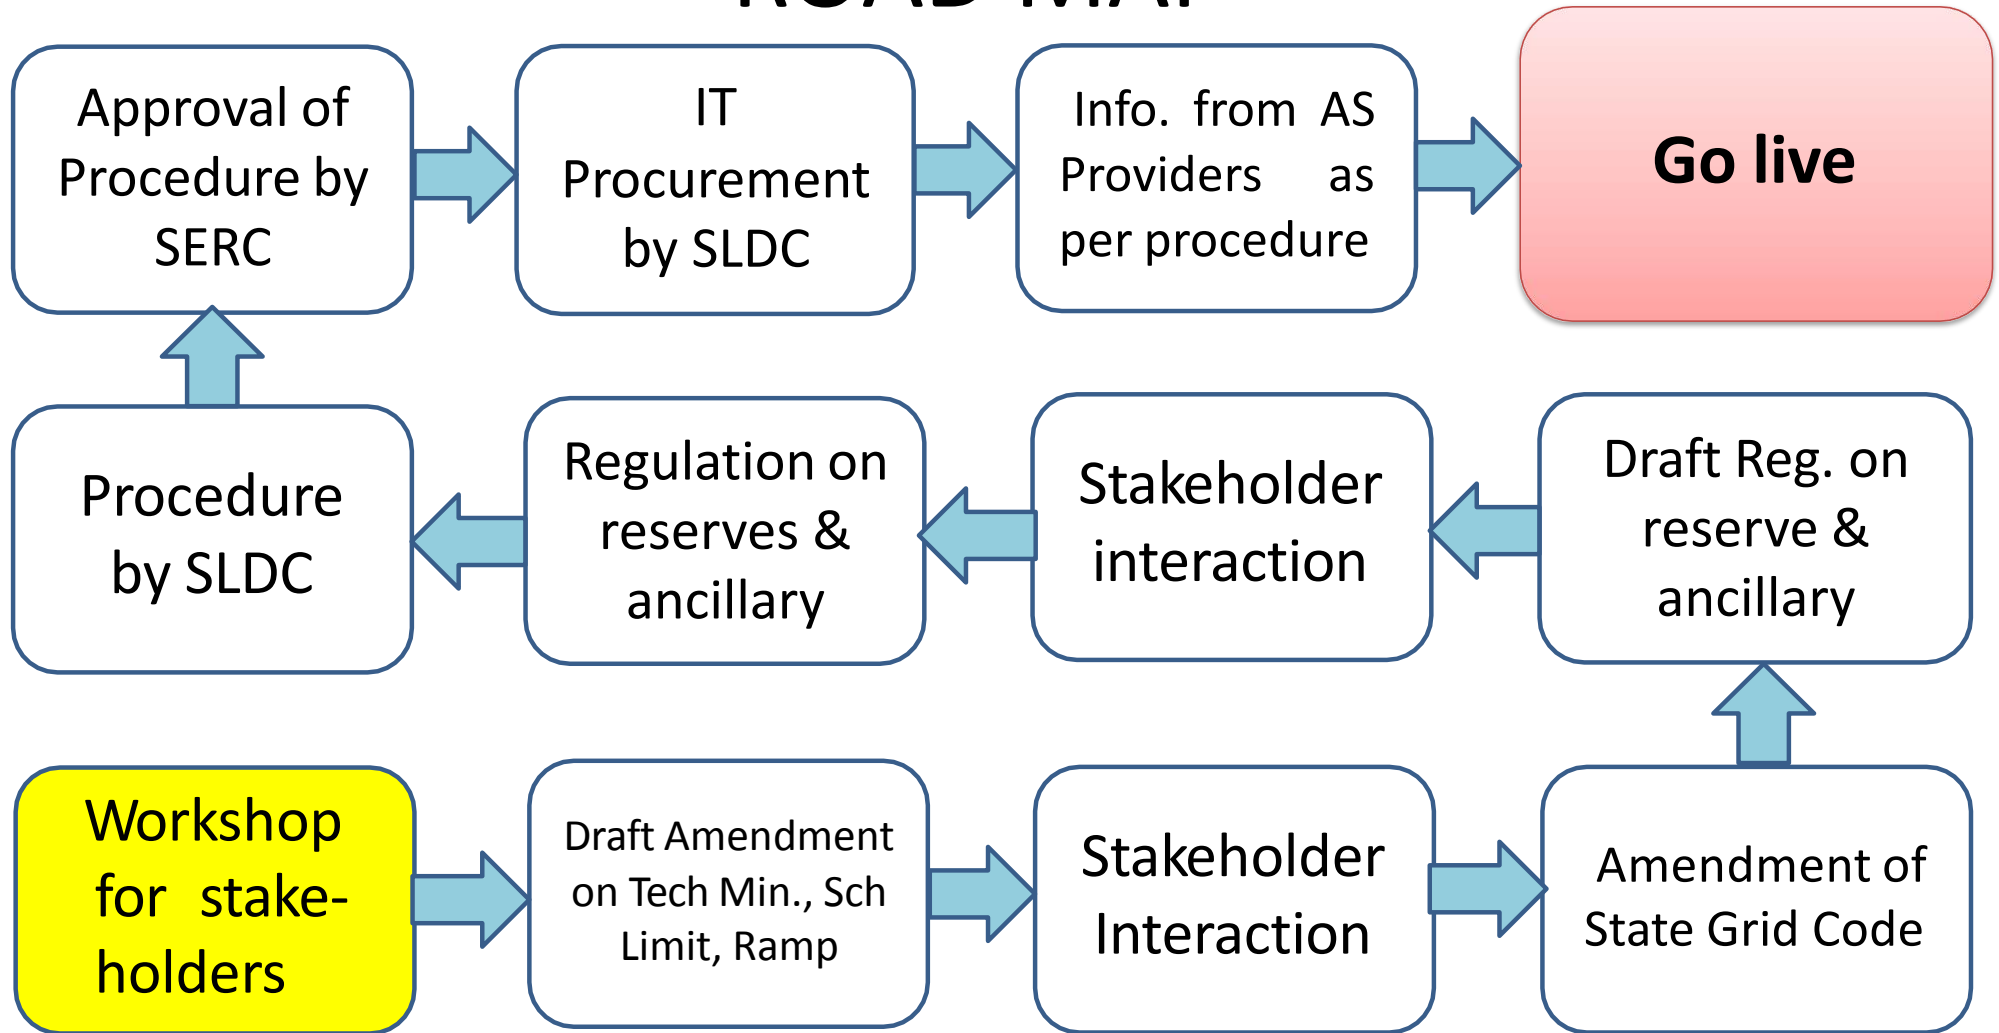 ROAD MAP
Approval of
Procedure by
SERC
IT
Procurement
by SLDC
Info. from AS
Providers as
per procedure
Go live
Procedure
by SLDC
Regulation on
reserves &
ancillary
Stakeholder
interaction
Draft Reg. on
reserve &
ancillary
Workshop
for stake-
holders
Draft Amendment
on Tech Min., Sch
Limit, Ramp
Stakeholder
Interaction
Amendment of
State Grid Code